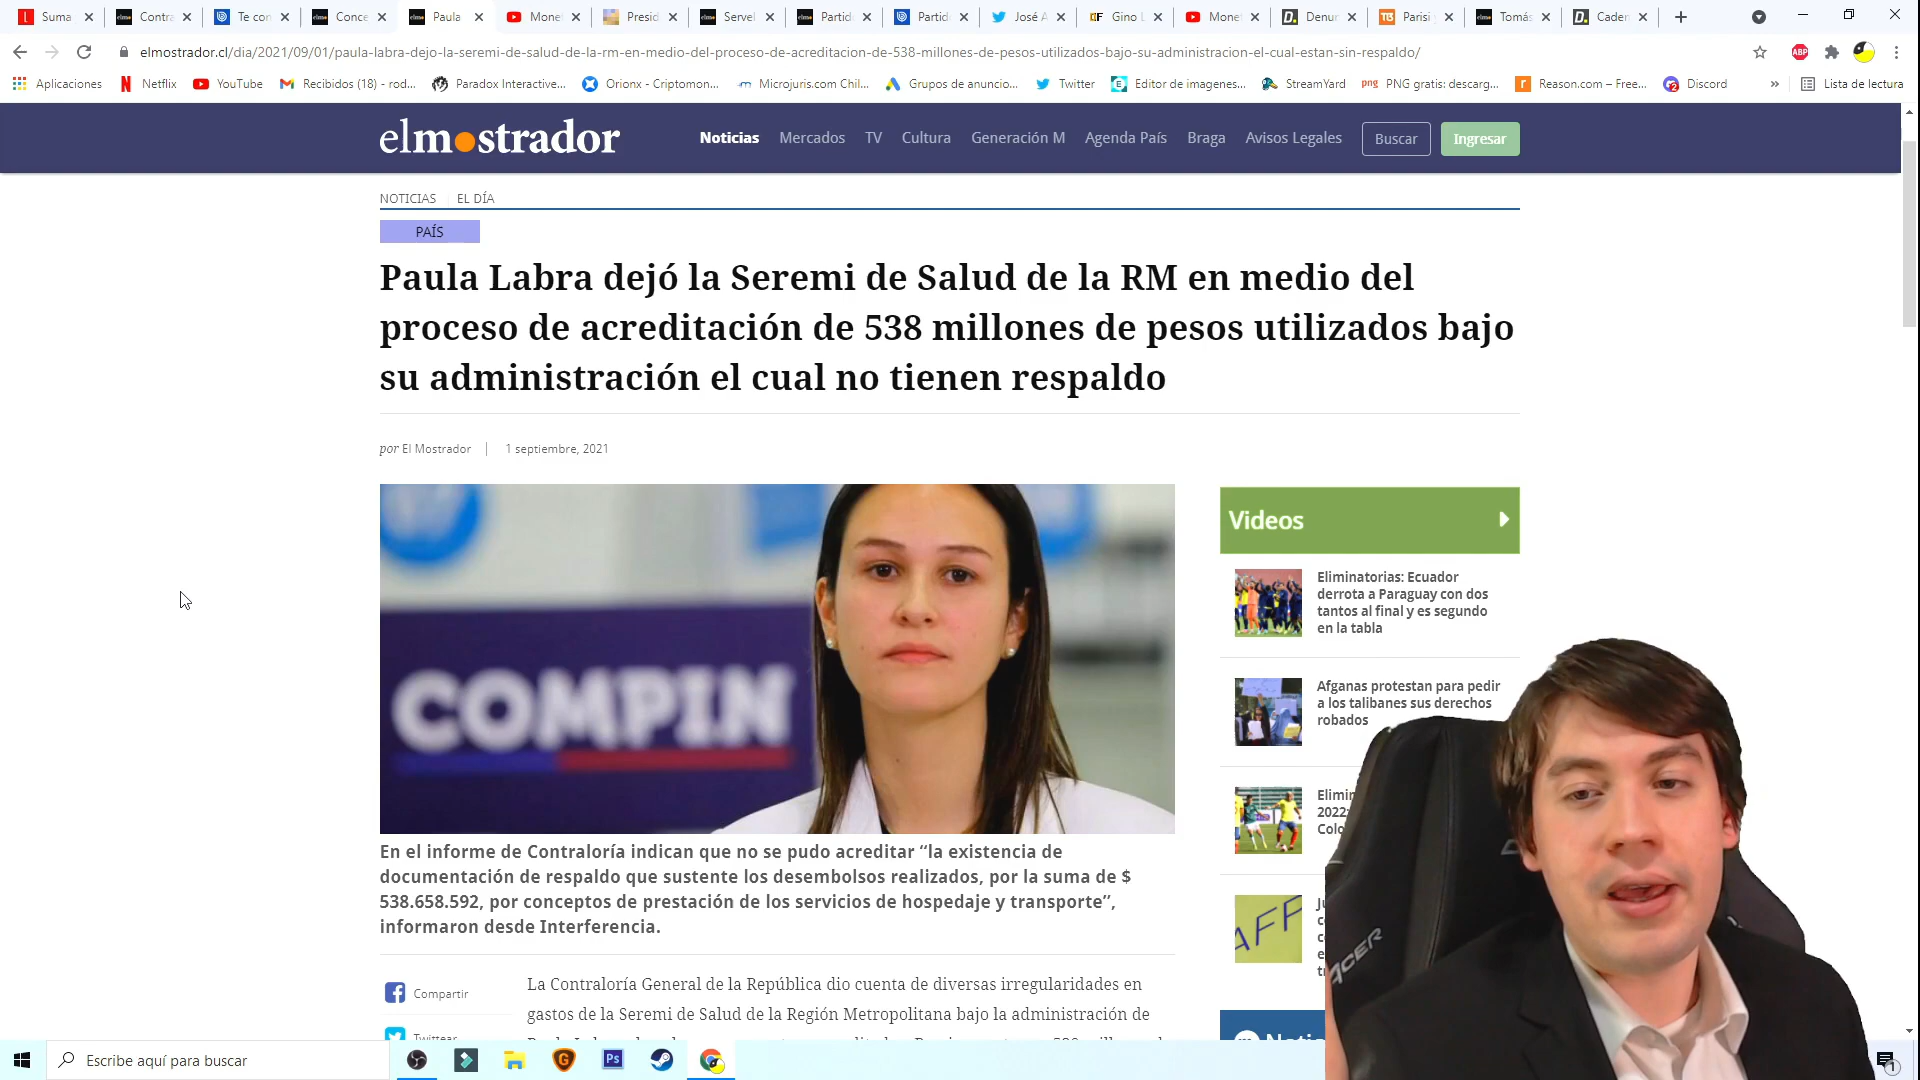 Suma
Contra
Te con
Conce
Paula
Mone
Presid
Servel
Partid
Partid
José A
Gino L
Mone
Denun
Parisi
Tomás
Caden
elmostrador.cl/dia/2021/09/01/paula-labra-dejo-la-seremi-de-salud-de-la-rm-en-medio-del-proceso-de-acreditacion-de-538-millones-de-pesos-utilizados-bajo-su-administracion-el-cual-estan-sin-respaldo/
ABP
Aplicaciones
Netflix
YouTube
Recibidos (18) - rod...
Paradox Interactive...
Orionx - Criptomon...
Microjuris.com Chil...
Grupos de anuncio...
Twitter
Editor de imagenes...
StreamYard
png PNG gratis: descarg...
Reason.com – Free...
Discord
»
Lista de lectura
elmostrador
Noticias
Mercados
TV
Cultura
Generación M
Agenda País
Braga
Avisos Legales
Buscar
Ingresar
NOTICIAS
EL DÍA
PAÍS
Paula Labra dejó la Seremi de Salud de la RM en medio del
proceso de acreditación de 538 millones de pesos utilizados bajo
su administración el cual no tienen respaldo
por El Mostrador | 1 septiembre, 2021
COMPIN
En el informe de Contraloría indican que no se pudo acreditar “la existencia de
documentación de respaldo que sustente los desembolsos realizados, por la suma de $
538.658.592, por conceptos de prestación de los servicios de hospedaje y transporte”,
informaron desde Interferencia.
Compartir
Twittear
La Contraloría General de la República dio cuenta de diversas irregularidades en
gastos de la Seremi de Salud de la Región Metropolitana bajo la administración de
Videos
Eliminatorias: Ecuador
derrota a Paraguay con dos
tantos al final y es segundo
en la tabla
Afganas protestan para pedir
a los talibanes sus derechos
robados
Elimin
2022:
Colo
AFP
Escribe aquí para buscar
Ps
1